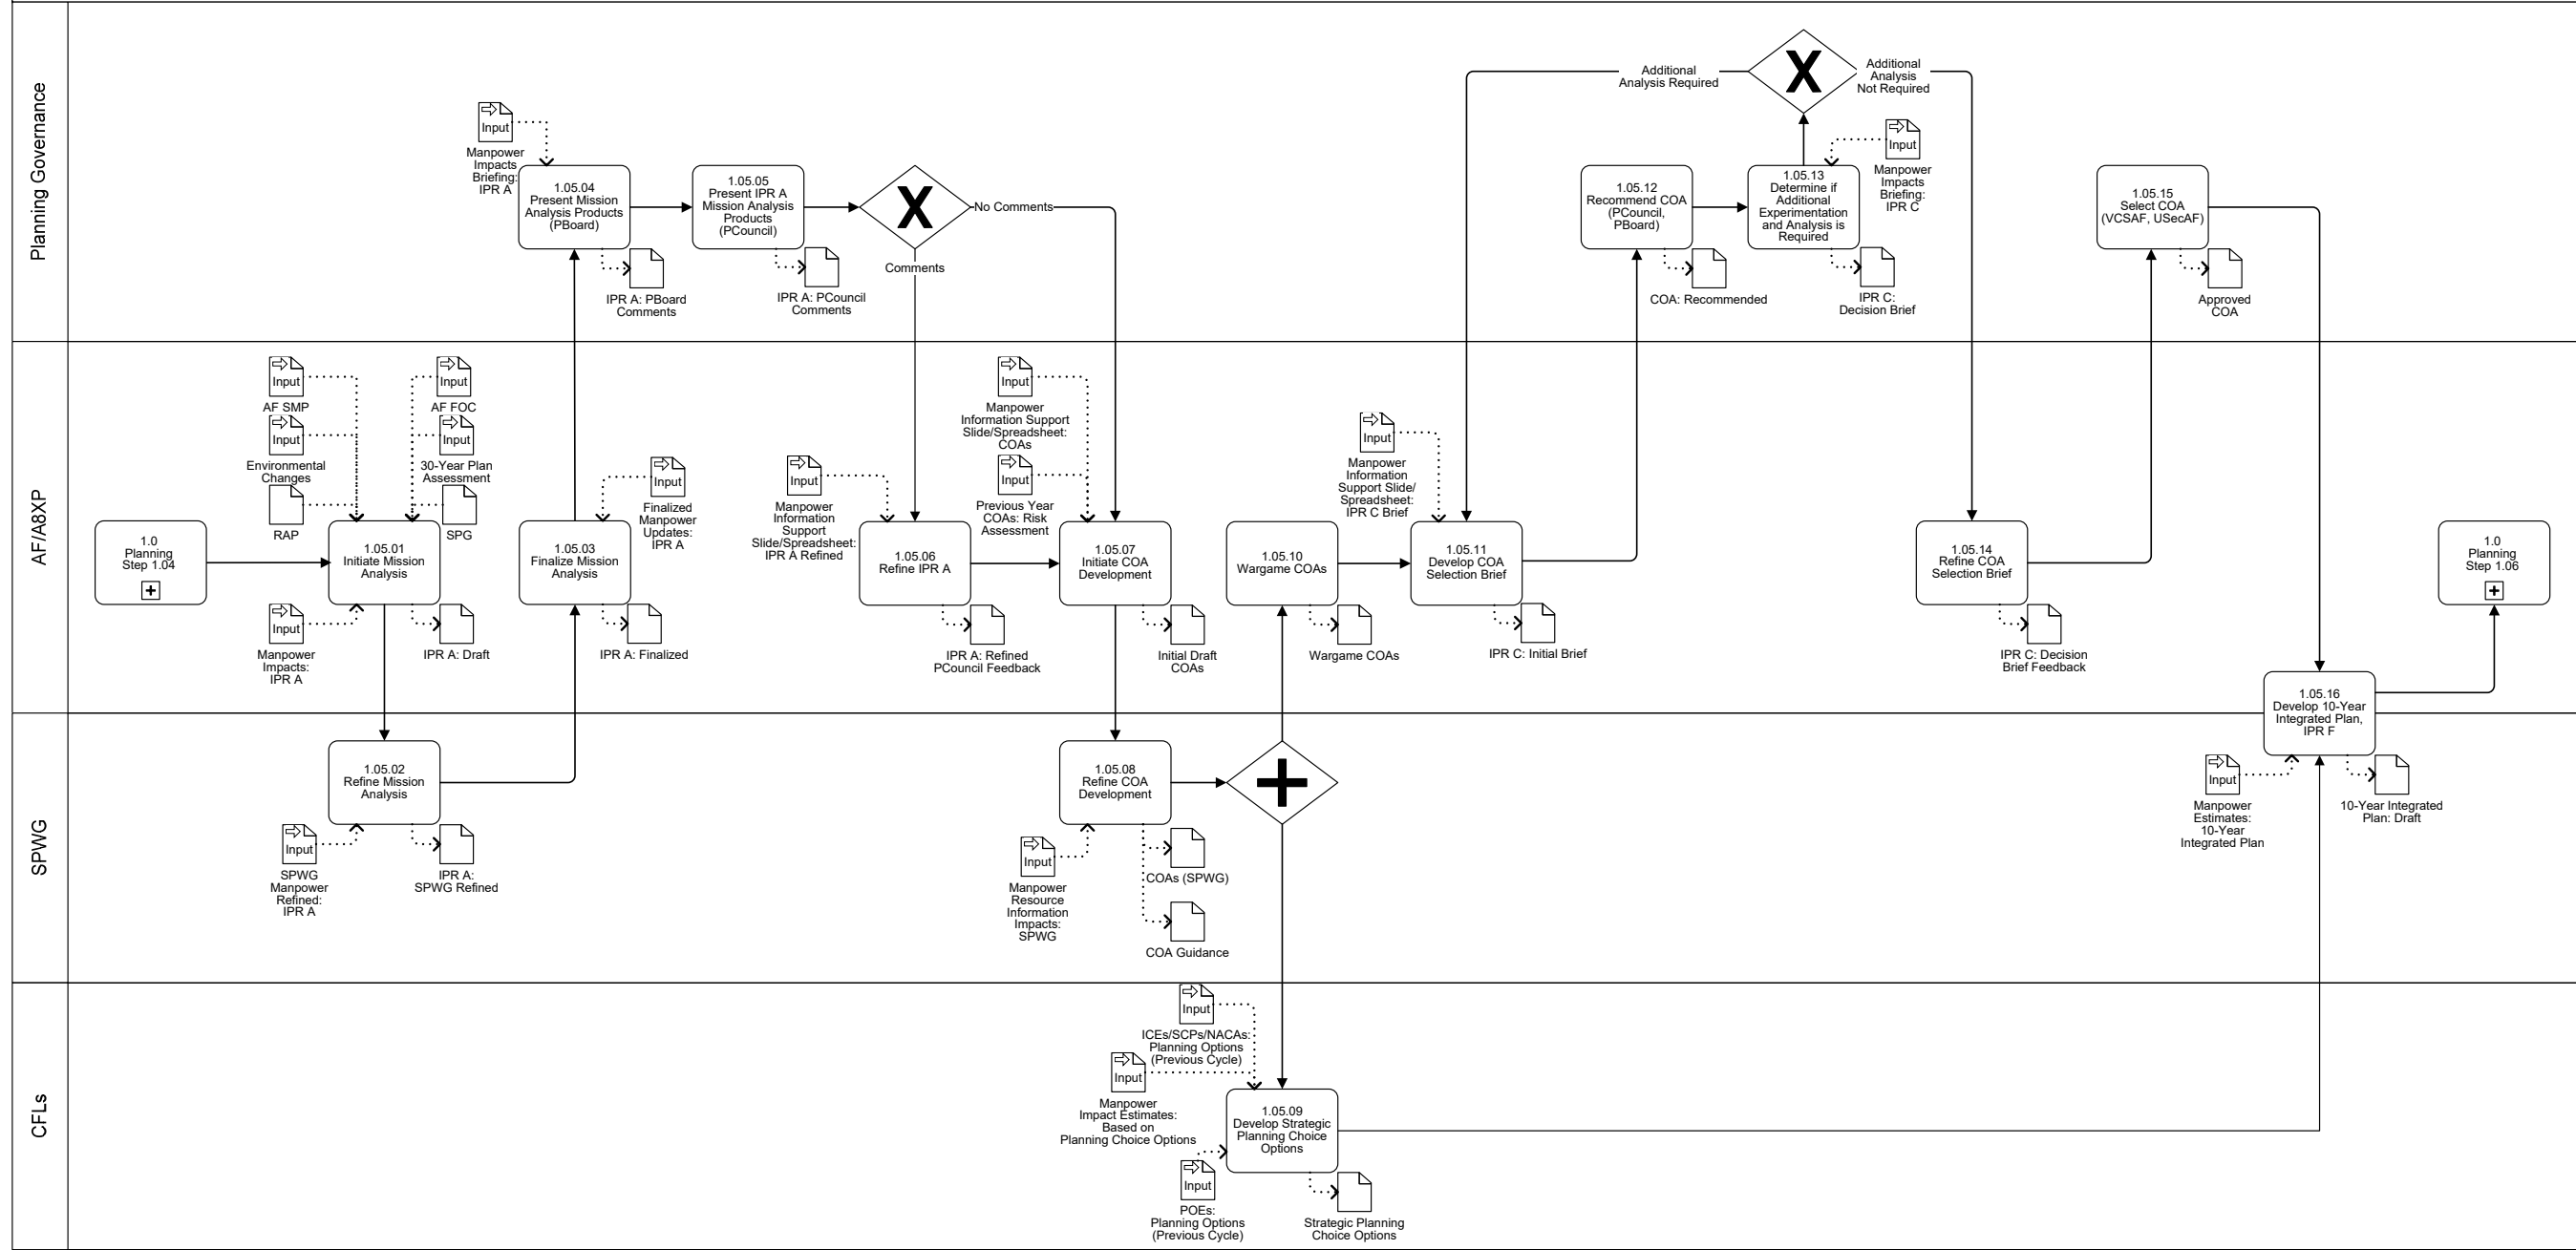 Planning Governance
Input
Manpower
Impacts
Briefing:
IPR A
1.05.04
Present Mission
Analysis Products
(PBoard)
IPR A: PBoard
Comments
1.05.05
Present IPR A
Mission Analysis
Products
(PCouncil)
IPR A: PCouncil
Comments
X
No Comments
Comments
Additional
Analysis Required
X
Additional
Analysis
Not Required
1.05.12
Recommend COA
(PCouncil,
PBoard)
COA: Recommended
1.05.13
Determine if
Additional
Experimentation
and Analysis is
Required
Input
Manpower
Impacts
Briefing:
IPR C
IPR C:
Decision Brief
1.05.15
Select COA
(VCSAF, USecAF)
Approved
COA
AF/A8XP
1.0
Planning
Step 1.04
Input
AF SMP
Input
Environmental
Changes
RAP
Input
AF FOC
Input
30-Year Plan
Assessment
SPG
1.05.01
Initiate Mission
Analysis
Input
Manpower
Impacts:
IPR A
IPR A: Draft
1.05.03
Finalize Mission
Analysis
Input
Finalized
Manpower
Updates:
IPR A
IPR A: Finalized
Input
Manpower
Information
Support
Slide/Spreadsheet:
IPR A Refined
1.05.06
Refine IPR A
IPR A: Refined
PCouncil Feedback
Input
Manpower
Information Support
Slide/Spreadsheet:
COAs
Input
Previous Year
COAs: Risk
Assessment
1.05.07
Initiate COA
Development
Initial Draft
COAs
1.05.10
Wargame COAs
Wargame COAs
Input
Manpower
Information
Support Slide/
Spreadsheet:
IPR C Brief
1.05.11
Develop COA
Selection Brief
IPR C: Initial Brief
1.05.14
Refine COA
Selection Brief
IPR C: Decision
Brief Feedback
1.0
Planning
Step 1.06
1.05.16
Develop 10-Year
Integrated Plan,
IPR F
Input
Manpower
Estimates:
10-Year
Integrated Plan
10-Year Integrated
Plan: Draft
SPWG
1.05.02
Refine Mission
Analysis
Input
SPWG
Manpower
Refined:
IPR A
IPR A:
SPWG Refined
1.05.08
Refine COA
Development
Input
Manpower
Resource
Information
Impacts:
SPWG
COAs (SPWG)
COA Guidance
CFLs
Input
ICEs/SCPs/NACAs:
Planning Options
(Previous Cycle)
Input
Manpower
Impact Estimates:
Based on
Planning Choice Options
1.05.09
Develop Strategic
Planning Choice
Options
Input
POEs:
Planning Options
(Previous Cycle)
Strategic Planning
Choice Options